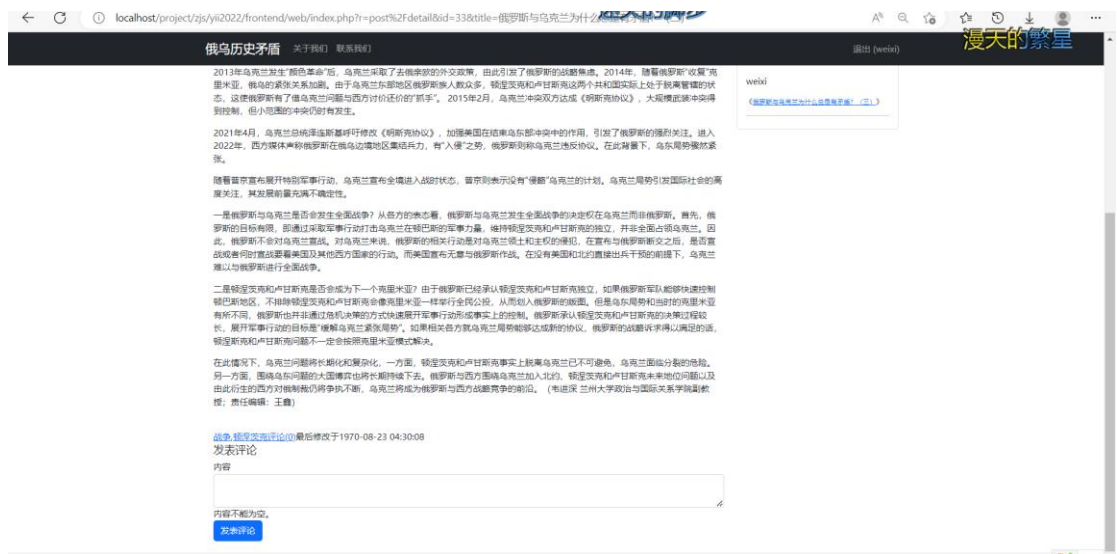 localhost/project/zjs/yii2022/frontend/web/index.php?r=post%2Fdetail&id=33&title=俄罗斯与乌克兰为什么
漫天的繁星
俄乌历史矛盾 关于我们 联系我们 退出 (weixi)
2013年乌克兰发生"颜色革命"后，乌克兰采取了去俄亲欧的外交政策，由此引发了俄罗斯的战略焦虑。2014年，随着俄罗斯"收复"克
里米亚，俄乌的紧张关系加剧。由于乌克兰东部地区俄罗斯族人数众多，顿涅茨克和卢甘斯克这两个共和国实际上处于脱离管辖的状
态，这使俄罗斯有了借乌克兰问题与西方讨价还价的"抓手"。 2015年2月，乌克兰冲突双方达成《明斯克协议》，大规模武装冲突得
到控制，但小范围的冲突仍时有发生。
2021年4月，乌克兰总统泽连斯基呼吁修改《明斯克协议》，加强美国在结束乌东部冲突中的作用，引发了俄罗斯的强烈关注。进入
2022年，西方媒体声称俄罗斯在俄乌边境地区集结兵力，有"入侵"之势，俄罗斯则称乌克兰违反协议。在此背景下，乌东局势骤然紧
张。
随着普京宣布展开特别军事行动，乌克兰宣布全境进入战时状态，普京则表示没有"侵略"乌克兰的计划。乌克兰局势引发国际社会的高
度关注，其发展前景充满不确定性。
一是俄罗斯与乌克兰是否会发生全面战争？从各方的表态看，俄罗斯与乌克兰发生全面战争的决定权在乌克兰而非俄罗斯。首先，俄
罗斯的目标有限，即通过采取军事行动打击乌克兰在顿巴斯的军事力量，维持顿涅茨克和卢甘斯克的独立，并非全面占领乌克兰。因
此，俄罗斯不会对乌克兰宣战。对乌克兰来说，俄罗斯的相关行动是对乌克兰领土和主权的侵犯，在宣布与俄罗斯断交之后，是否宣
战或者何时宣战要看美国及其他西方国家的行动。而美国宣布无意与俄罗斯作战。在没有美国和北约直接出兵干预的前提下，乌克兰
难以与俄罗斯进行全面战争。
二是顿涅茨克和卢甘斯克是否会成为下一个克里米亚？由于俄罗斯已经承认顿涅茨克和卢甘斯克独立，如果俄罗斯军队能够快速控制
顿巴斯地区，不排除顿涅茨克和卢甘斯克会像克里米亚一样举行全民公投，从而划入俄罗斯的版图。但是乌东局势和当时的克里米亚
有所不同，俄罗斯也并非通过危机决策的方式快速展开军事行动形成事实上的控制。俄罗斯承认顿涅茨克和卢甘斯克的决策过程较
长，展开军事行动的目标是"缓解乌克兰紧张局势"。如果相关各方就乌克兰局势能够达成新的协议，俄罗斯的战略诉求得以满足的话，
顿涅斯克和卢甘斯克问题不一定会按照克里米亚模式解决。
在此情况下，乌克兰问题将长期化和复杂化，一方面，顿涅茨克和卢甘斯克事实上脱离乌克兰已不可避免，乌克兰面临分裂的危险。
另一方面，围绕乌东问题的大国博弈也将长期持续下去。俄罗斯与西方围绕乌克兰加入北约、顿涅茨克和卢甘斯克未来地位问题以及
由此衍生的西方对俄制裁仍将争执不断，乌克兰将成为俄罗斯与西方战略竞争的前沿。（韦进深 兰州大学政治与国际关系学院副教
授；责任编辑：王鑫）
weixi
《俄罗斯与乌克兰为什么总是有矛盾？（三）》
战争,顿涅茨克评论(0)最后修改于1970-08-23 04:30:08
发表评论
内容
内容不能为空。
发表评论